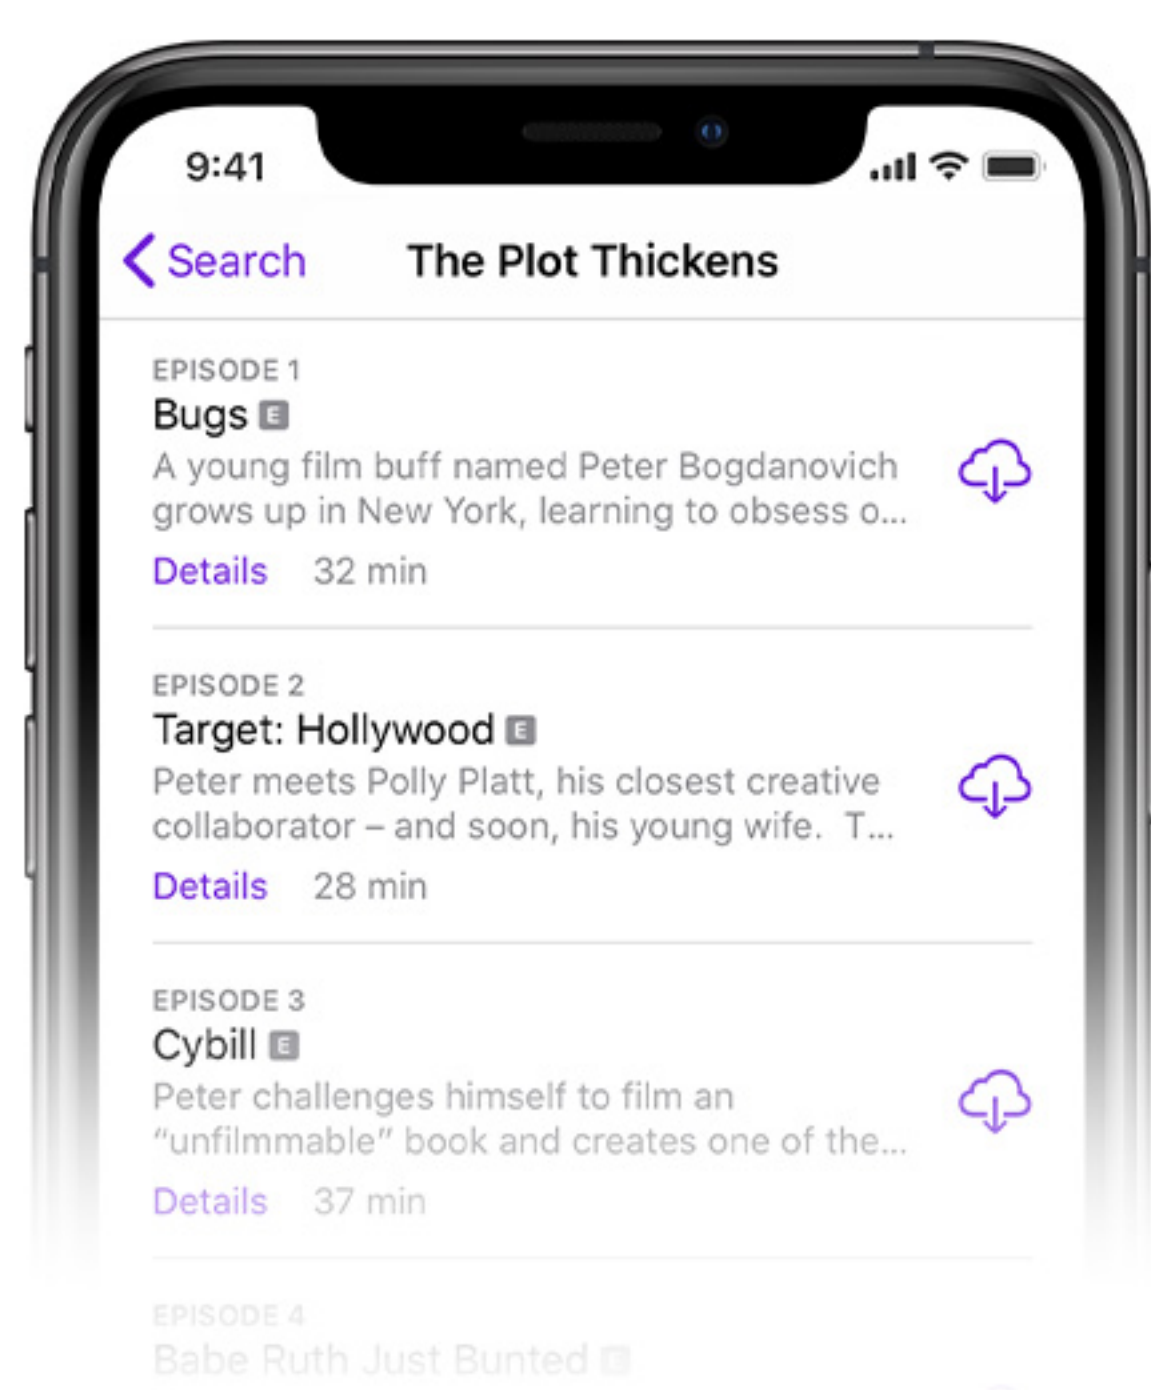 9:41
Search
The Plot Thickens
EPISODE 1
Bugs E
A young film buff named Peter Bogdanovich
grows up in New York, learning to obsess o...
Details 32 min
EPISODE 2
Target: Hollywood E
Peter meets Polly Platt, his closest creative
collaborator – and soon, his young wife.  T...
Details 28 min
EPISODE 3
Cybill E
Peter challenges himself to film an
“unfilmmable” book and creates one of the...
Details 37 min
EPISODE 4
Babe Ruth Just Bunted E